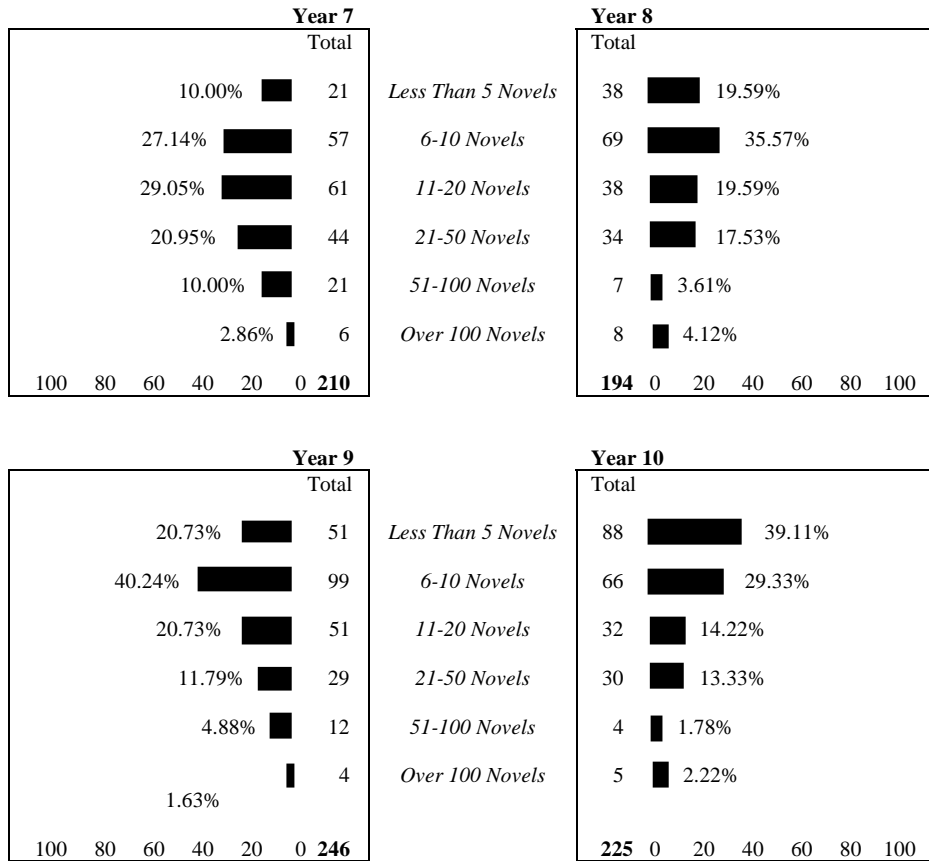 Year 7 Year 8
Total Total
10.00% 21 Less Than 5 Novels 38 19.59%
27.14% 57 6-10 Novels 69 35.57%
29.05% 61 11-20 Novels 38 19.59%
20.95% 44 21-50 Novels 34 17.53%
10.00% 21 51-100 Novels 7 3.61%
2.86% 6 Over 100 Novels 8 4.12%
100 80 60 40 20 0 210 194 0 20 40 60 80 100
Year 9 Year 10
Total Total
20.73% 51 Less Than 5 Novels 88 39.11%
40.24% 99 6-10 Novels 66 29.33%
20.73% 51 11-20 Novels 32 14.22%
11.79% 29 21-50 Novels 30 13.33%
4.88% 12 51-100 Novels 4 1.78%
4 Over 100 Novels 5 2.22%
1.63%
100 80 60 40 20 0 246 225 0 20 40 60 80 100